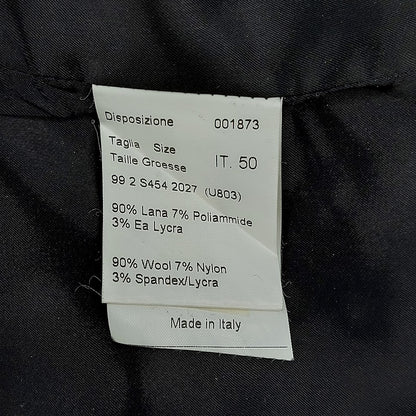 Disposizione 001873
Taglia Size
Taille Groesse IT. 50
99 2 S454 2027 (U803)
90% Lana 7% Poliammide
3% Ea Lycra
90% Wool 7% Nylon
3% Spandex/Lycra
Made in Italy